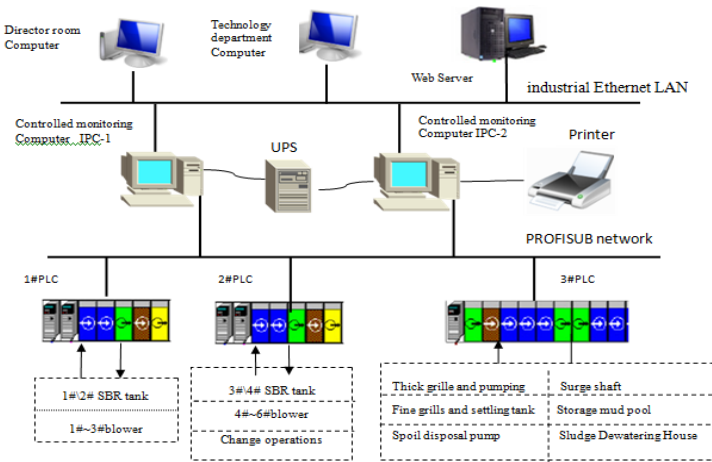 Director room
Computer
Technology
department
Computer
Web Server
industrial Ethernet LAN
Controlled monitoring
Computer IPC-1
Controlled monitoring
Computer IPC-2
UPS
Printer
PROFISUB network
1#PLC
2#PLC
3#PLC
1#\2# SBR tank
1#~3#blower
3#\4# SBR tank
4#~6#blower
Change operations
Thick grille and pumping
Surge shaft
Fine grills and settling tank
Storage mud pool
Spoil disposal pump
Sludge Dewatering House